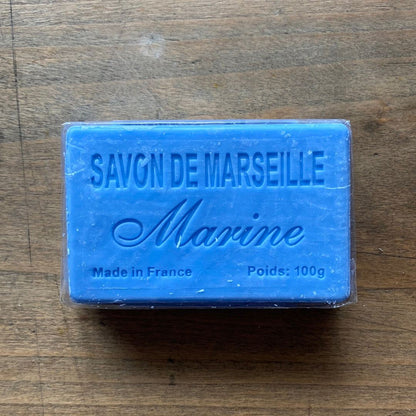 SAVON DE MARSEILLE
Marine
Made in France Poids: 100g